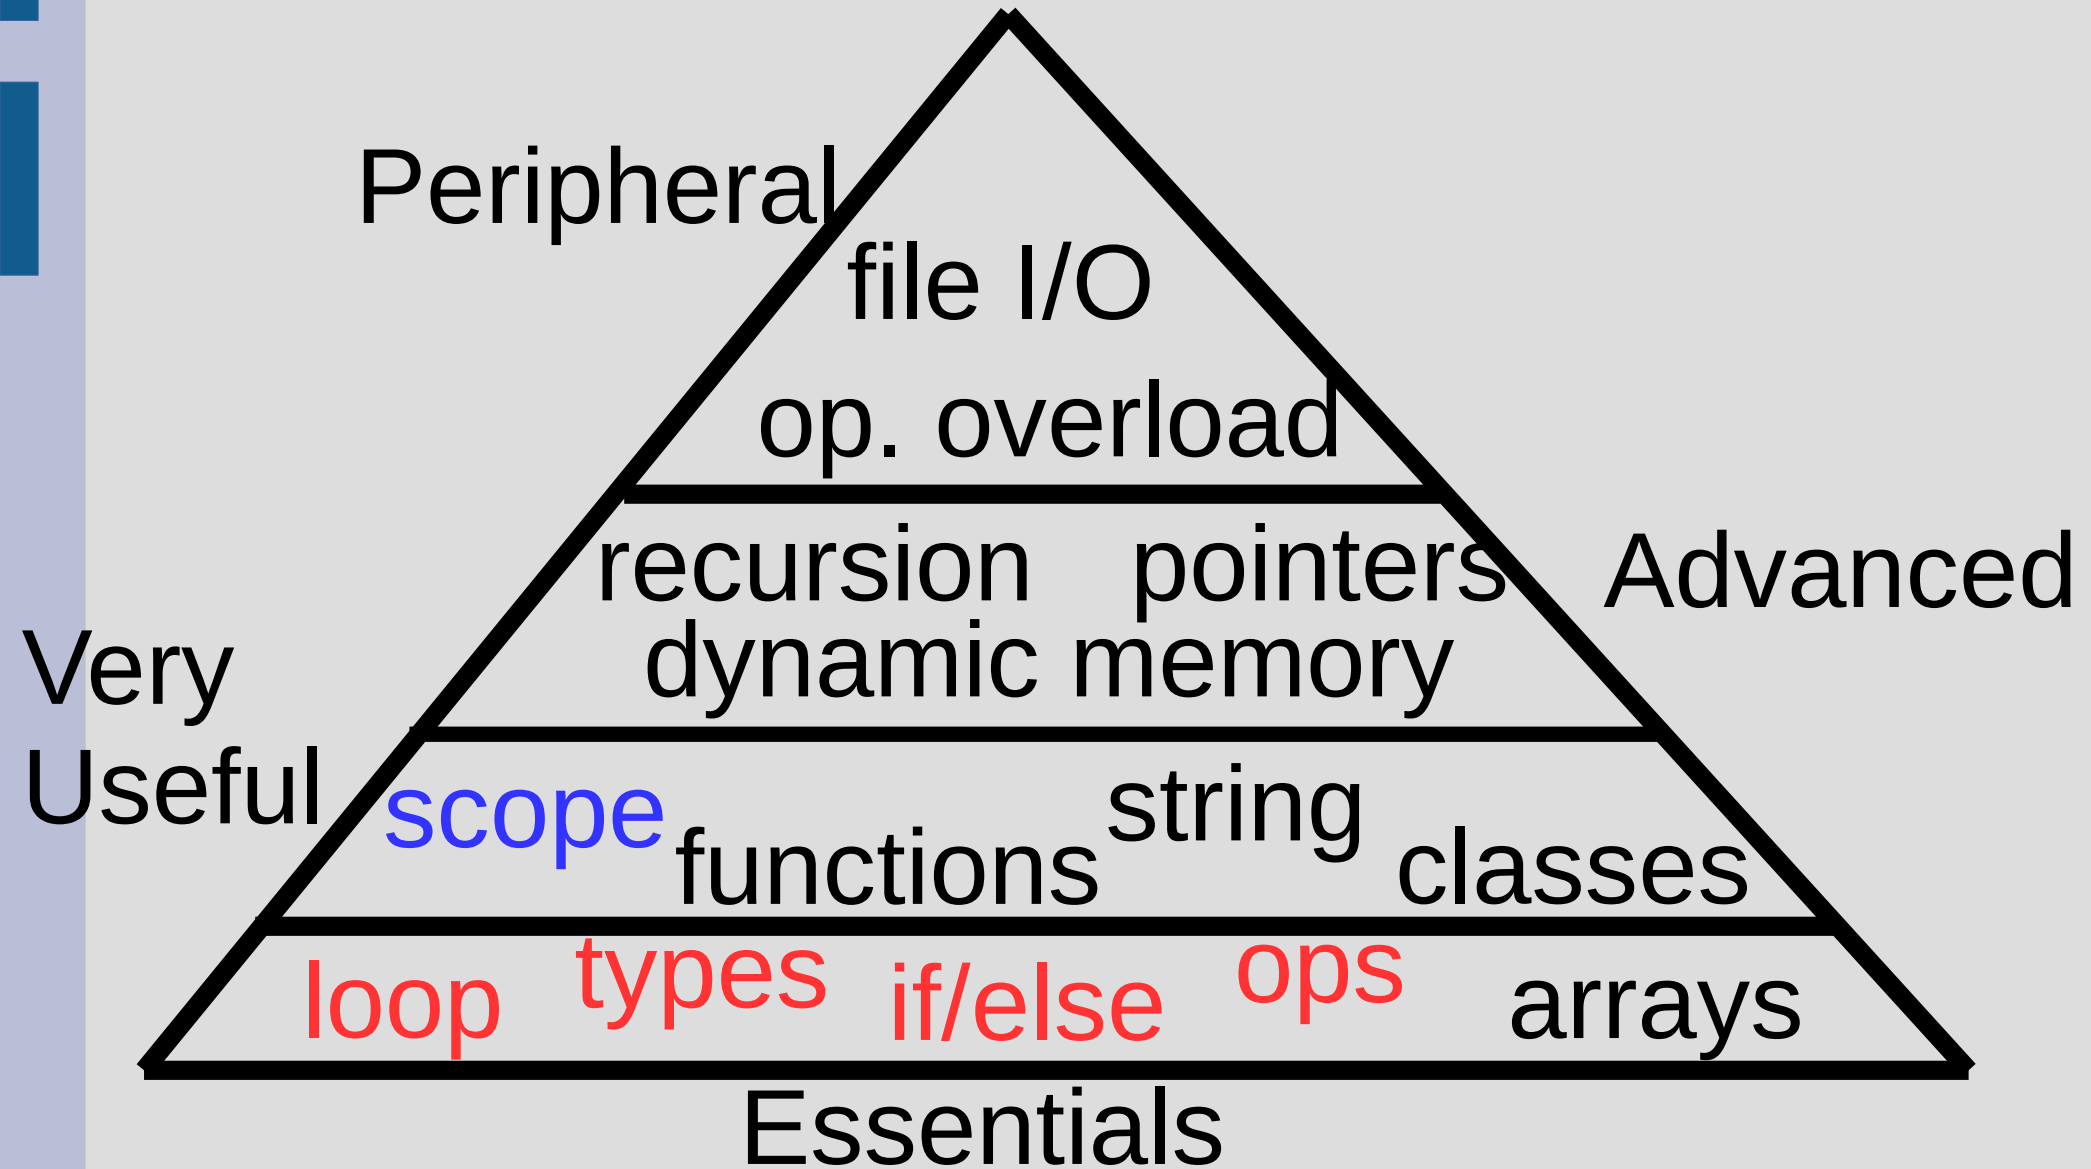 Peripheral
file I/O
op. overload
recursion pointers
Advanced
dynamic memory
Very
Useful
scope
string
functions
classes
loop
types
if/else
ops
arrays
Essentials